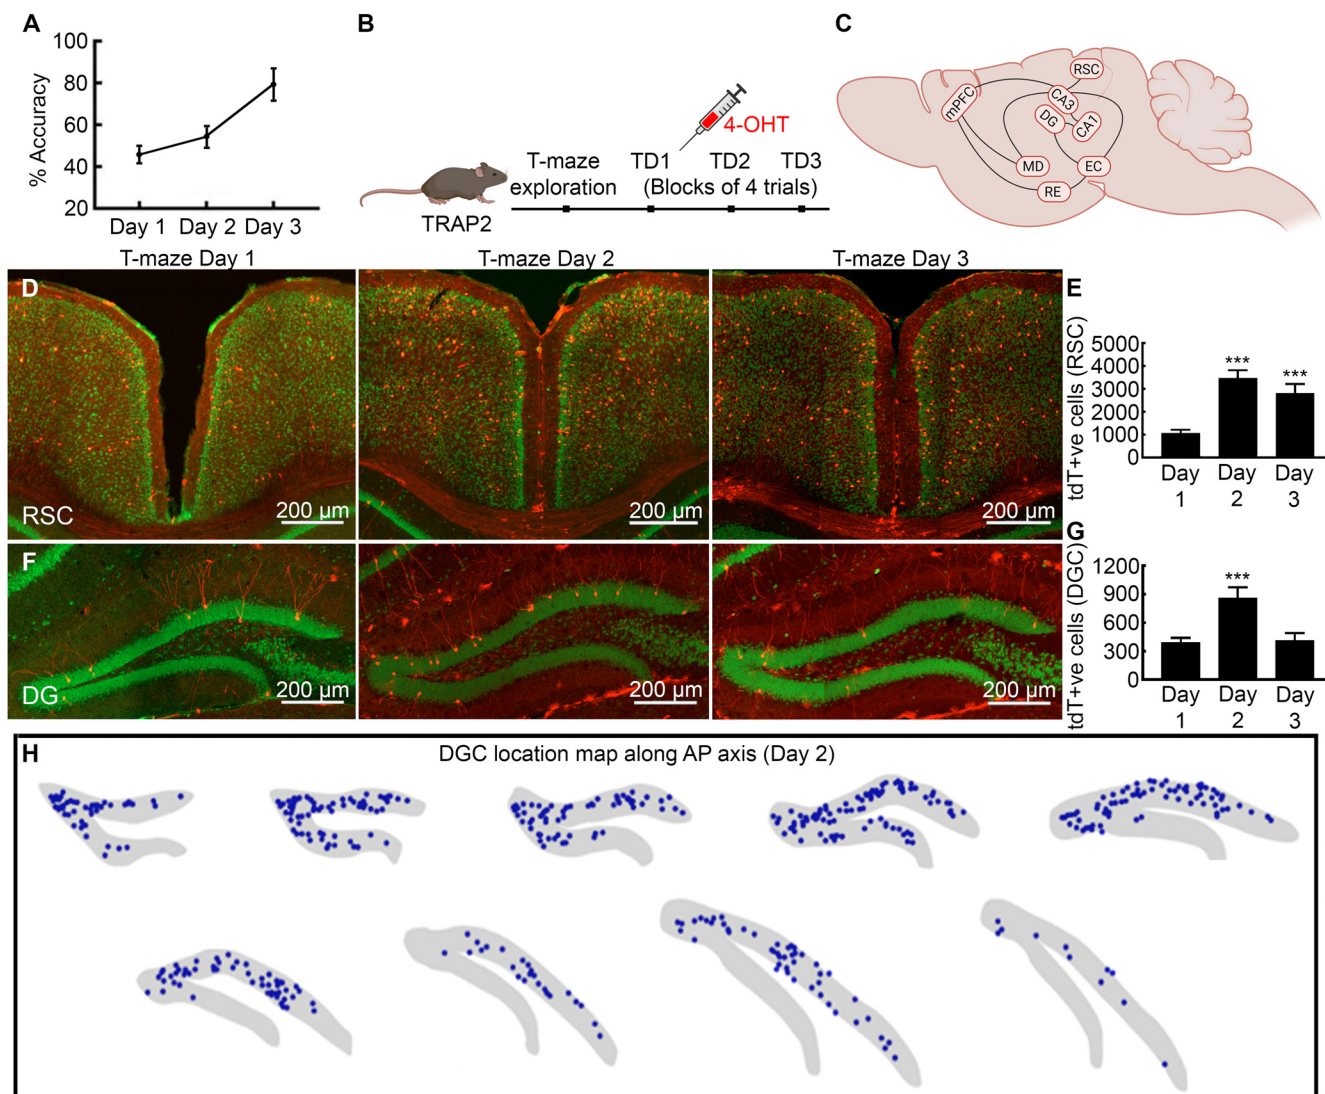 A
100
80
60
40
20
% Accuracy
Day 1 Day 2 Day 3
B
4-OHT
T-maze
exploration
TD1 TD2 TD3
(Blocks of 4 trials)
TRAP2
C
RSC
mPFC
CA3
DG
CA1
MD
EC
RE
T-maze Day 1
T-maze Day 2
T-maze Day 3
D
RSC
200 µm
200 µm
200 µm
E
tdT+ve cells (RSC)
5000
4000
3000
2000
1000
0
***
***
Day 1
Day 2
Day 3
F
DG
200 µm
200 µm
200 µm
G
tdT+ve cells (DGC)
1200
900
600
300
0
***
Day 1
Day 2
Day 3
H
DGC location map along AP axis (Day 2)